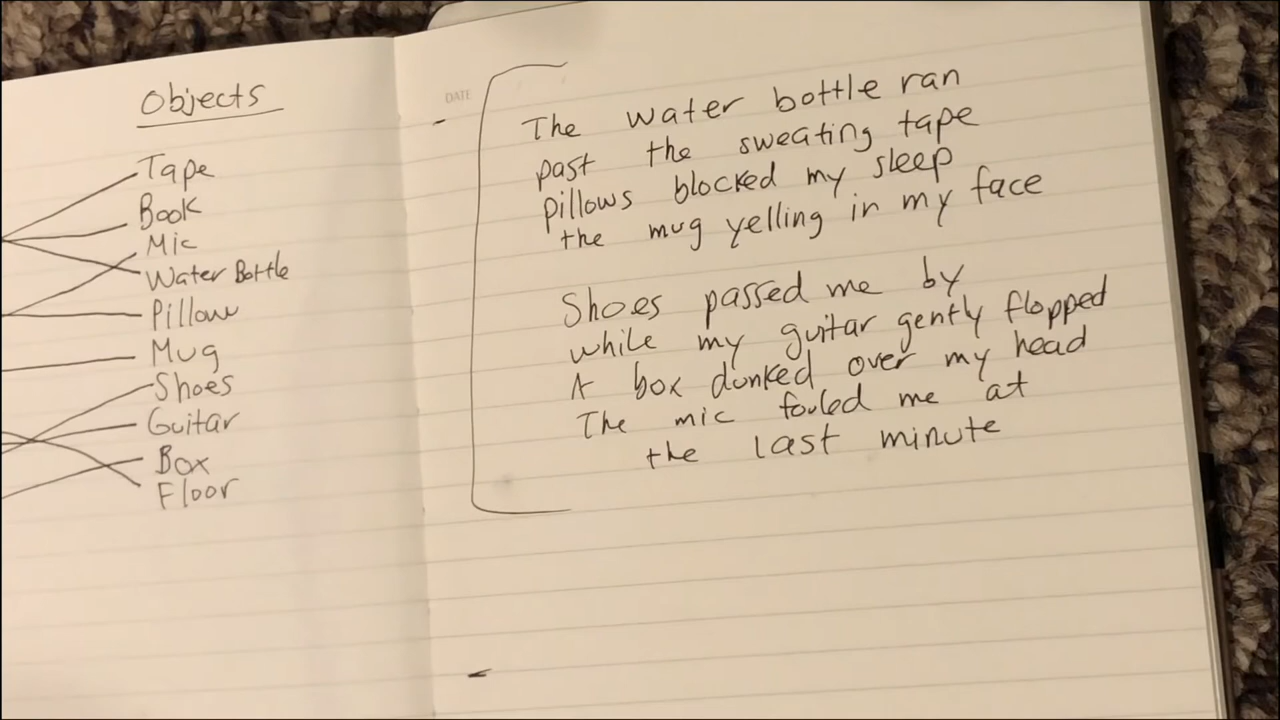 Objects
Tape
Book
Mic
Water Bottle
Pillow
Mug
Shoes
Guitar
Box
Floor
DATE
The water bottle ran
past the sweating tape
pillows blocked my sleep
the mug yelling in my face
Shoes passed me by
while my guitar gently flopped
A box dunked over my head
The mic fouled me at
the last minute